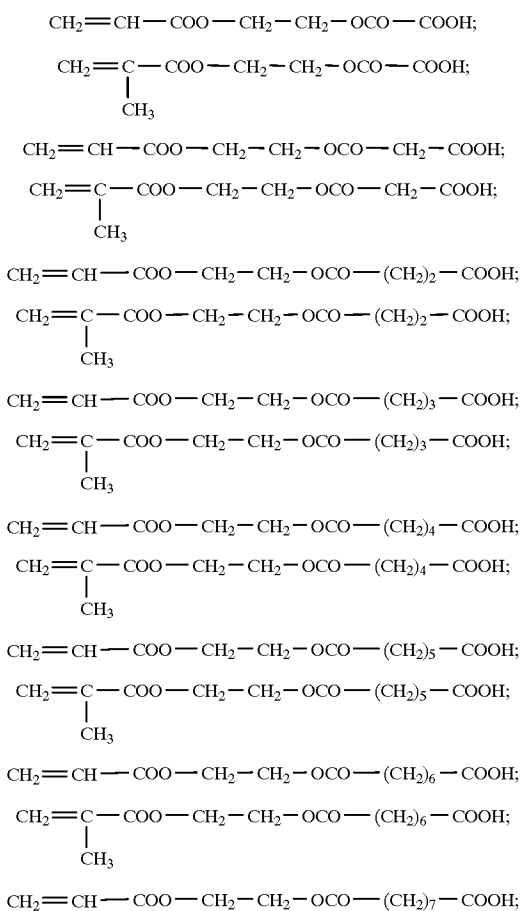 CH₂=CH—COO—CH₂—CH₂—OCO—COOH;
CH₂=C—COO—CH₂—CH₂—OCO—COOH;
CH₃
CH₂=CH—COO—CH₂—CH₂—OCO—CH₂—COOH;
CH₂=C—COO—CH₂—CH₂—OCO—CH₂—COOH;
CH₃
CH₂=CH—COO—CH₂—CH₂—OCO—(CH₂)₂—COOH;
CH₂=C—COO—CH₂—CH₂—OCO—(CH₂)₂—COOH;
CH₃
CH₂=CH—COO—CH₂—CH₂—OCO—(CH₂)₃—COOH;
CH₂=C—COO—CH₂—CH₂—OCO—(CH₂)₃—COOH;
CH₃
CH₂=CH—COO—CH₂—CH₂—OCO—(CH₂)₄—COOH;
CH₂=C—COO—CH₂—CH₂—OCO—(CH₂)₄—COOH;
CH₃
CH₂=CH—COO—CH₂—CH₂—OCO—(CH₂)₅—COOH;
CH₂=C—COO—CH₂—CH₂—OCO—(CH₂)₅—COOH;
CH₃
CH₂=CH—COO—CH₂—CH₂—OCO—(CH₂)₆—COOH;
CH₂=C—COO—CH₂—CH₂—OCO—(CH₂)₆—COOH;
CH₃
CH₂=CH—COO—CH₂—CH₂—OCO—(CH₂)₇—COOH;